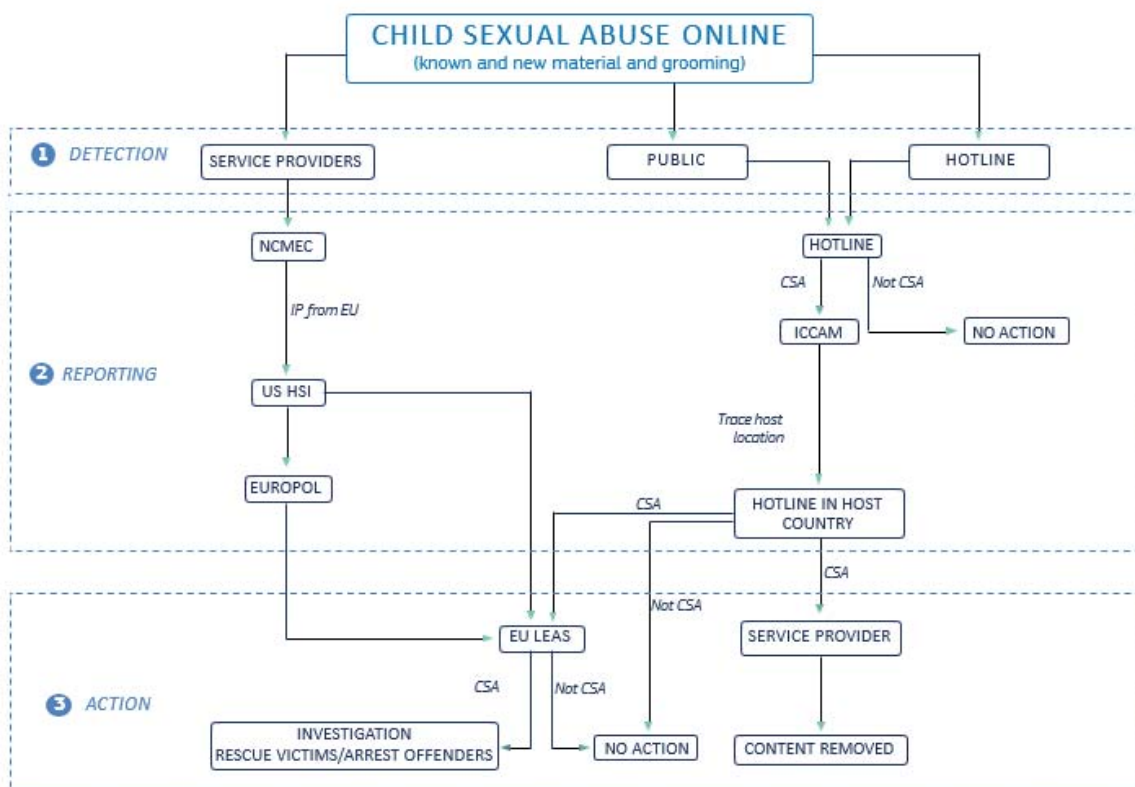 CHILD SEXUAL ABUSE ONLINE
(known and new material and grooming)
1 DETECTION
SERVICE PROVIDERS
PUBLIC
HOTLINE
NCMEC
HOTLINE
CSA
Not CSA
IP from EU
ICCAM
NO ACTION
2 REPORTING
US HSI
Trace host
location
EUROPOL
HOTLINE IN HOST
COUNTRY
CSA
CSA
Not CSA
EU LEAS
SERVICE PROVIDER
CSA
Not CSA
3 ACTION
INVESTIGATION
RESCUE VICTIMS/ARREST OFFENDERS
NO ACTION
CONTENT REMOVED